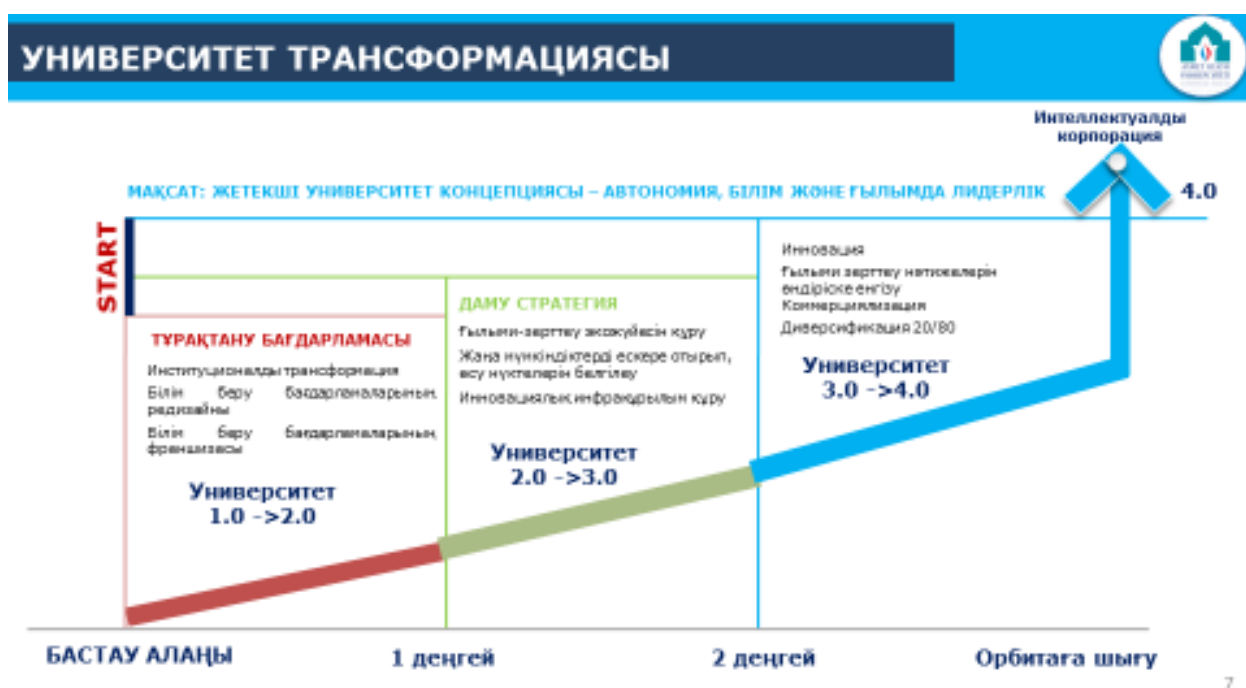 УНИВЕРСИТЕТ ТРАНСФОРМАЦИЯСЫ
Интеллектуалды
корпорация
МАҚСАТ: ЖЕТЕКШІ УНИВЕРСИТЕТ КОНЦЕПЦИЯСЫ – АВТОНОМИЯ, БІЛІМ ЖӘНЕ ҒЫЛЫМДА ЛИДЕРЛІК
4.0
START
ТҰРАҚТАНУ БАҒДАРЛАМАСЫ
Институционалды трансформация
Білім беру бағдарламаларының
редизайны
Білім беру бағдарламаларының
франшизасы
Университет
1.0 ->2.0
ДАМУ СТРАТЕГИЯ
Ғылыми-зерттеу экожүйесін құру
Жаңа мүмкіндіктерді ескере отырып,
өсу нүктелерін белгілеу
Инновациялық инфрақұрылым құру
Университет
2.0 ->3.0
Инновация
Ғылыми зерттеу нәтижелерін
өндіріске енгізу
Коммерциялизация
Диверсификация 20/80
Университет
3.0 ->4.0
БАСТАУ АЛАҢЫ
1 деңгей
2 деңгей
Орбитаға шығу
7